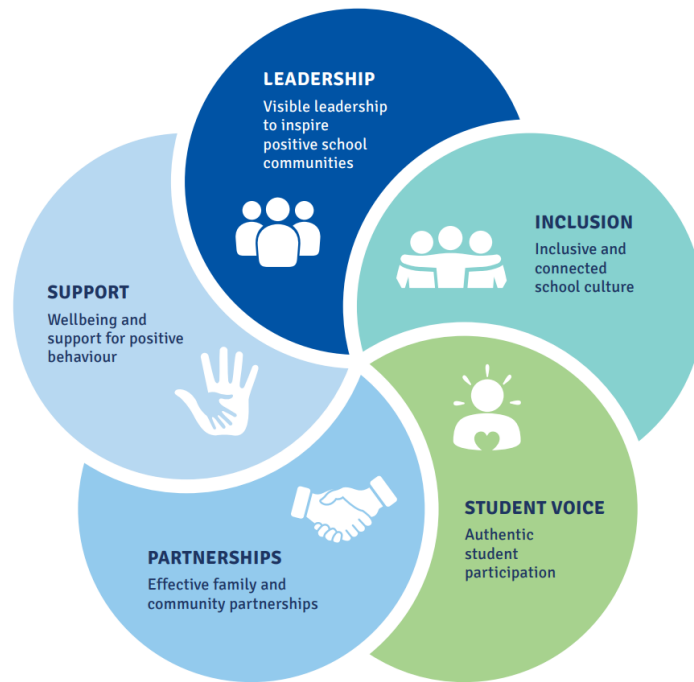 LEADERSHIP
Visible leadership
to inspire
positive school
communities
INCLUSION
Inclusive and
connected
school culture
STUDENT VOICE
Authentic
student
participation
PARTNERSHIPS
Effective family and
community partnerships
SUPPORT
Wellbeing and
support for positive
behaviour